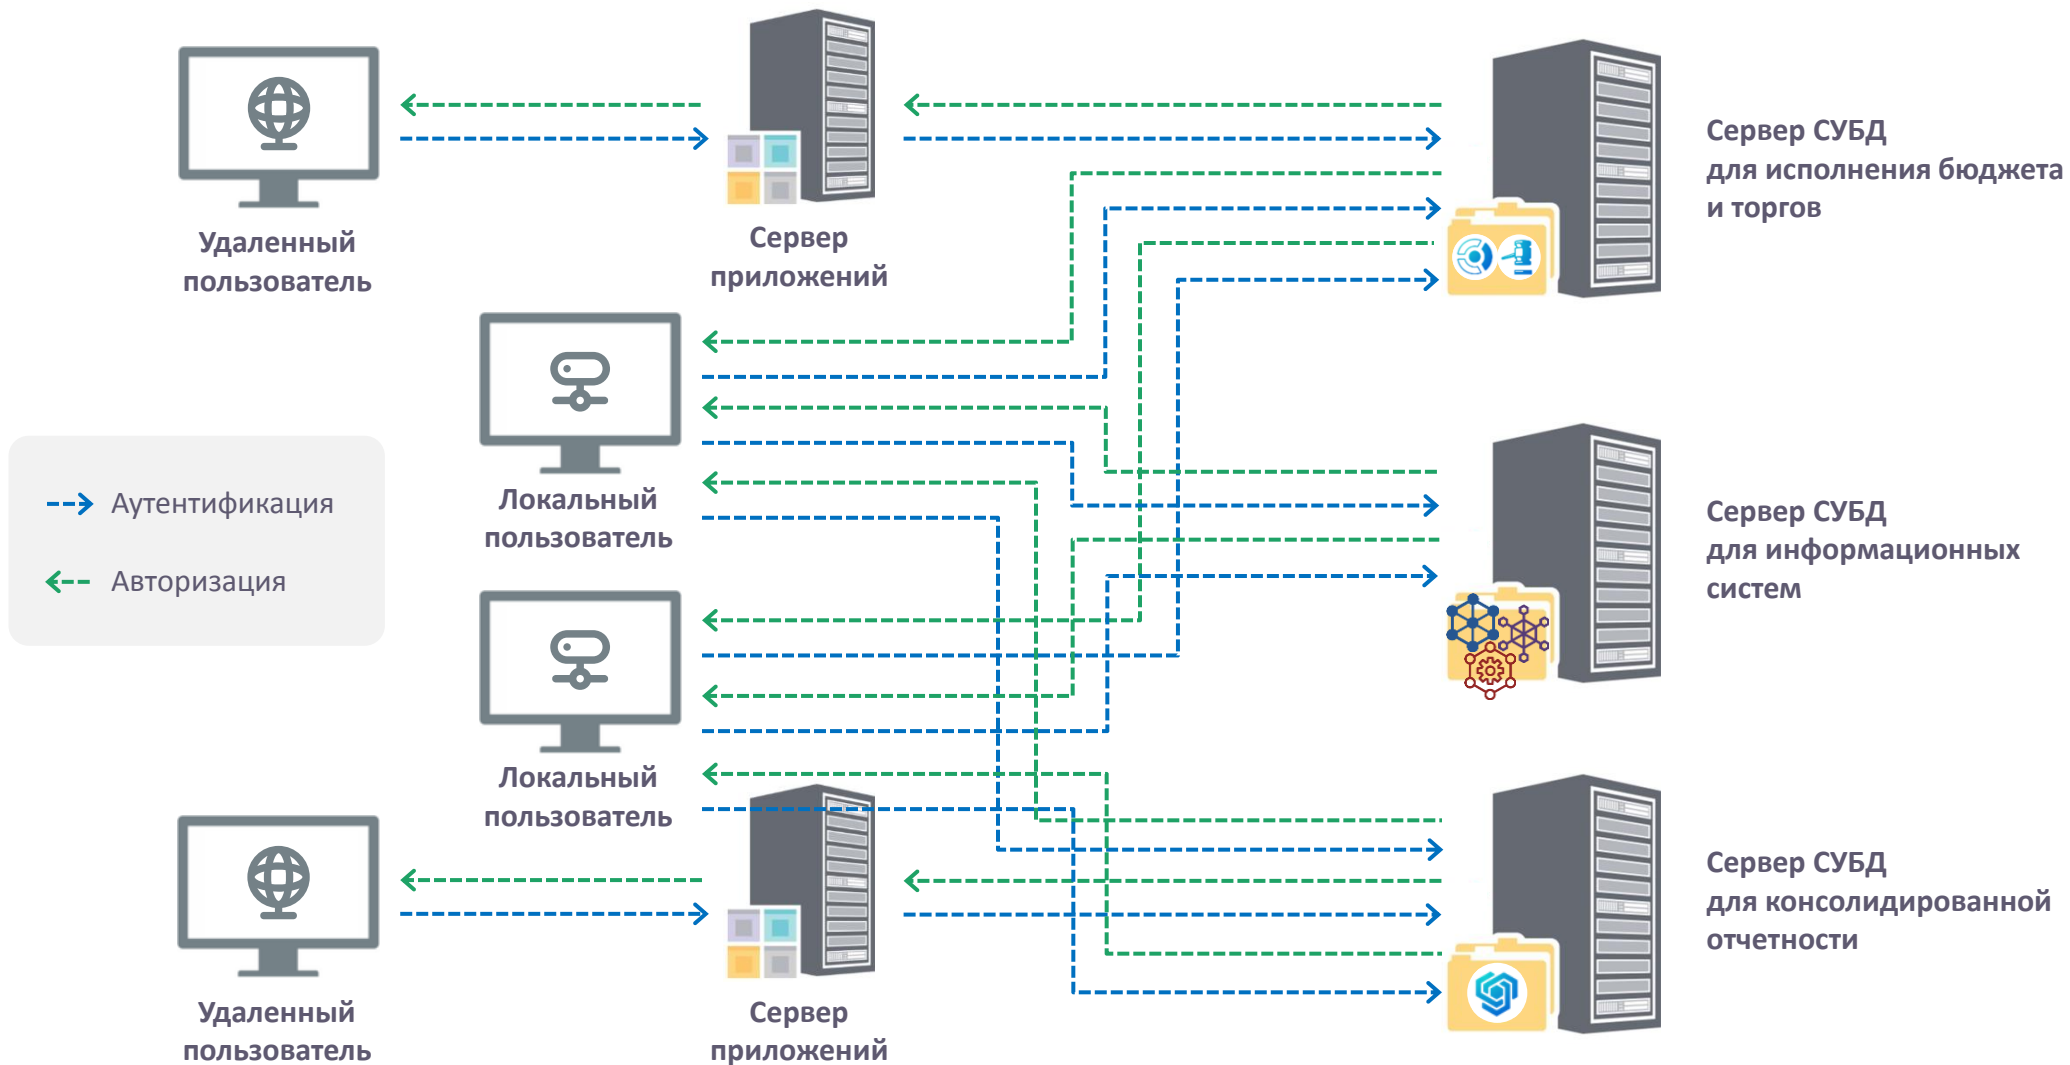 Удаленный
пользователь
Сервер
приложений
Сервер СУБД
для исполнения бюджета
и торгов
Локальный
пользователь
Аутентификация
Авторизация
Сервер СУБД
для информационных
систем
Локальный
пользователь
Удаленный
пользователь
Сервер
приложений
Сервер СУБД
для консолидированной
отчетности